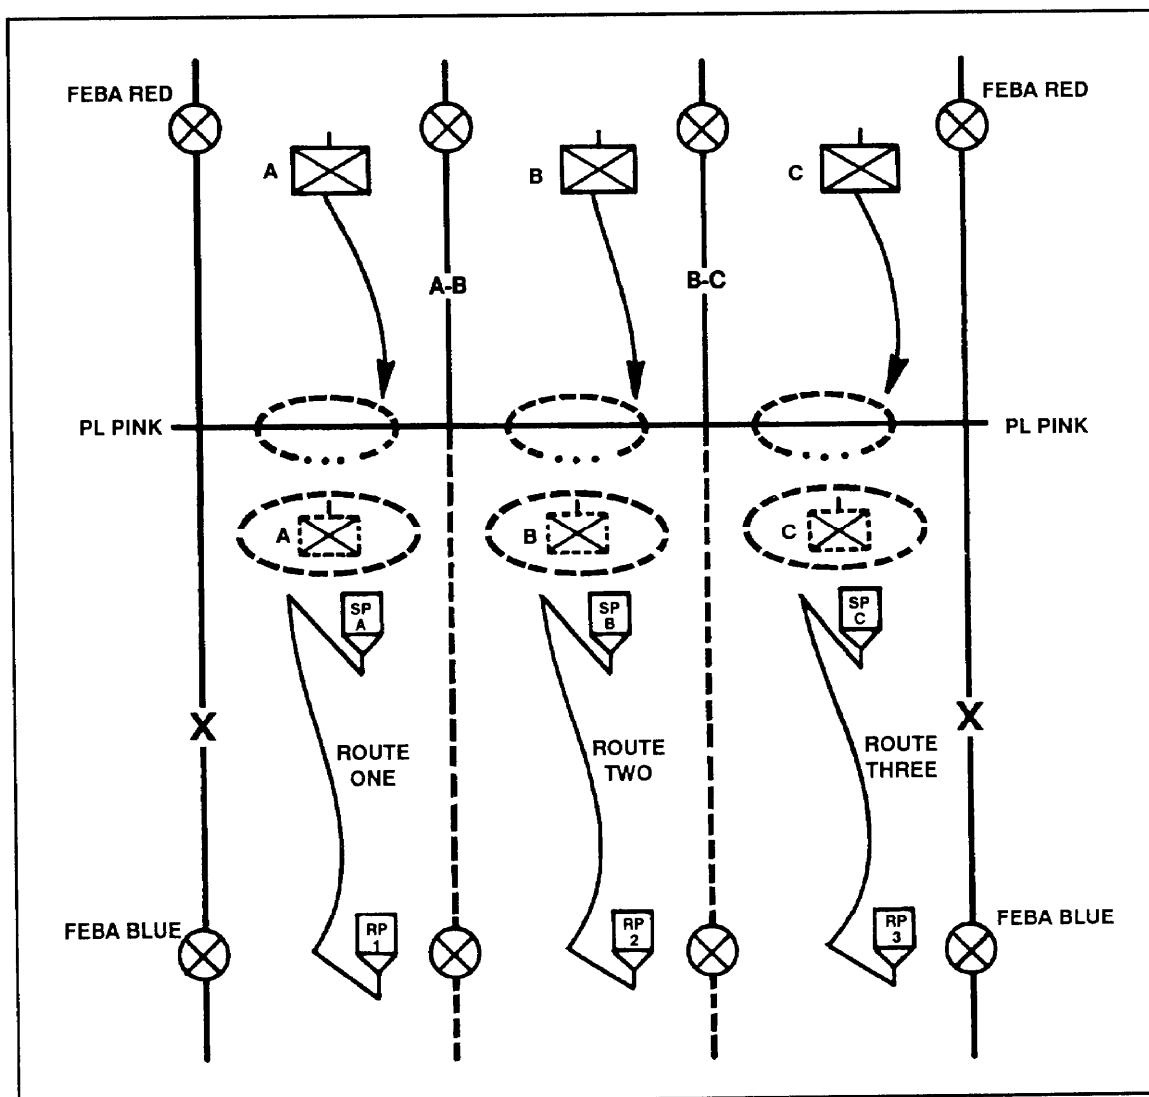 FEBA RED
FEBA RED
A
B
C
A-B
B-C
PL PINK
PL PINK
A
B
C
SP
A
SP
B
SP
C
X
X
ROUTE
ONE
ROUTE
TWO
ROUTE
THREE
FEBA BLUE
RP
1
RP
2
RP
3
FEBA BLUE